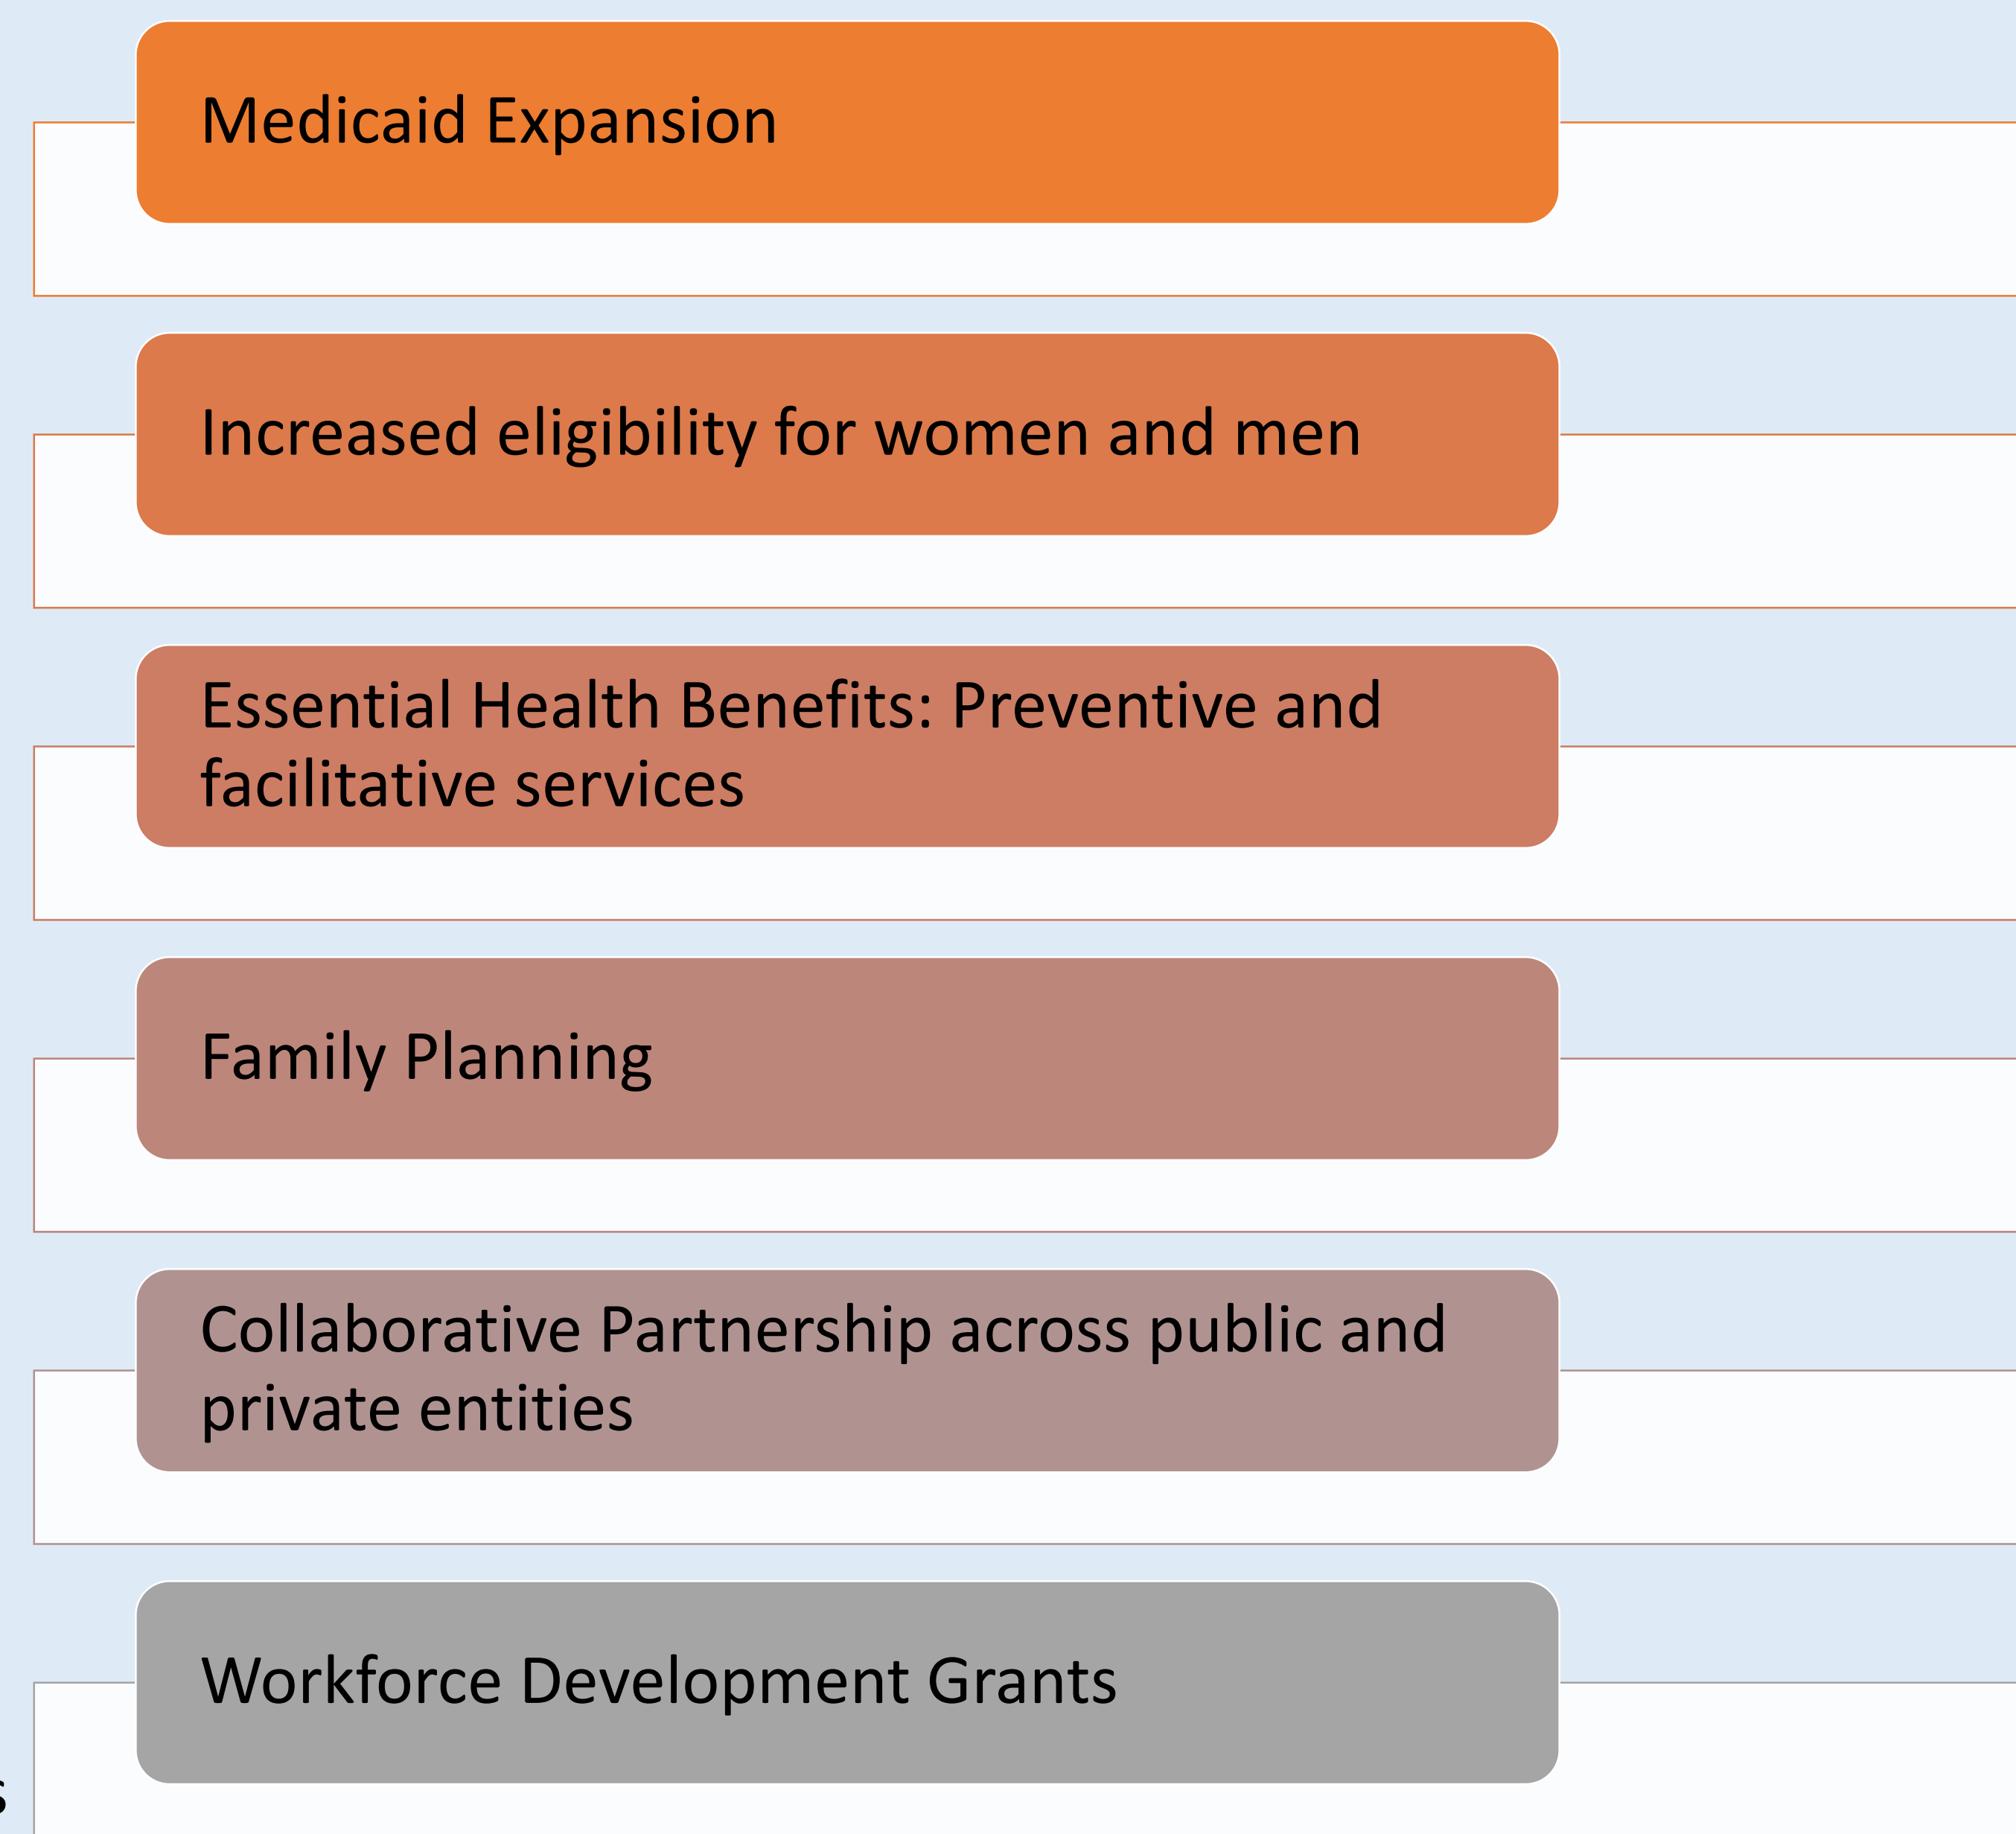 Medicaid Expansion
Increased eligibility for women and men
Essential Health Benefits: Preventive and
facilitative services
Family Planning
Collaborative Partnership across public and
private entities
Workforce Development Grants